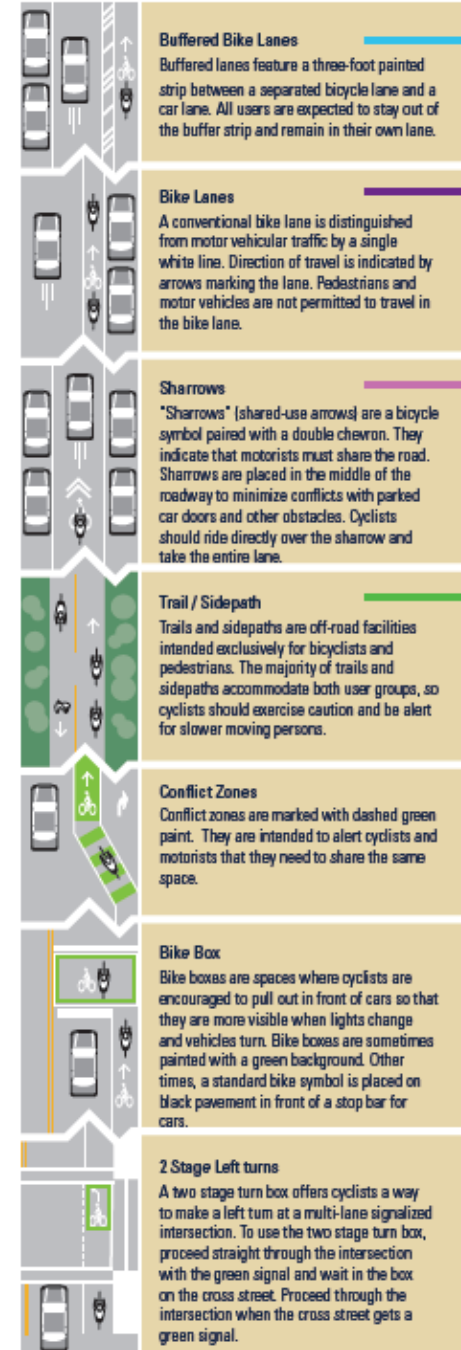 Buffered Bike Lanes
Buffered lanes feature a three-foot painted
strip between a separated bicycle lane and a
car lane. All users are expected to stay out of
the buffer strip and remain in their own lane.
Bike Lanes
A conventional bike lane is distinguished
from motor vehicular traffic by a single
white line. Direction of travel is indicated by
arrows marking the lane. Pedestrians and
motor vehicles are not permitted to travel in
the bike lane.
Sharrows
"Sharrows" (shared-use arrows) are a bicycle
symbol paired with a double chevron. They
indicate that motorists must share the road.
Sharrows are placed in the middle of the
roadway to minimize conflicts with parked
car doors and other obstacles. Cyclists
should ride directly over the sharrow and
take the entire lane.
Trail / Sidepath
Trails and sidepaths are off-road facilities
intended exclusively for bicyclists and
pedestrians. The majority of trails and
sidepaths accommodate both user groups, so
cyclists should exercise caution and be alert
for slower moving persons.
Conflict Zones
Conflict zones are marked with dashed green
paint. They are intended to alert cyclists and
motorists that they need to share the same
space.
Bike Box
Bike boxes are spaces where cyclists are
encouraged to pull out in front of cars so that
they are more visible when lights change
and vehicles turn. Bike boxes are sometimes
painted with a green background. Other
times, a standard bike symbol is placed on
black pavement in front of a stop bar for
cars.
2 Stage Left turns
A two stage turn box offers cyclists a way
to make a left turn at a multi-lane signalized
intersection. To use the two stage turn box,
proceed straight through the intersection
with the green signal and wait in the box
on the cross street. Proceed through the
intersection when the cross street gets a
green signal.